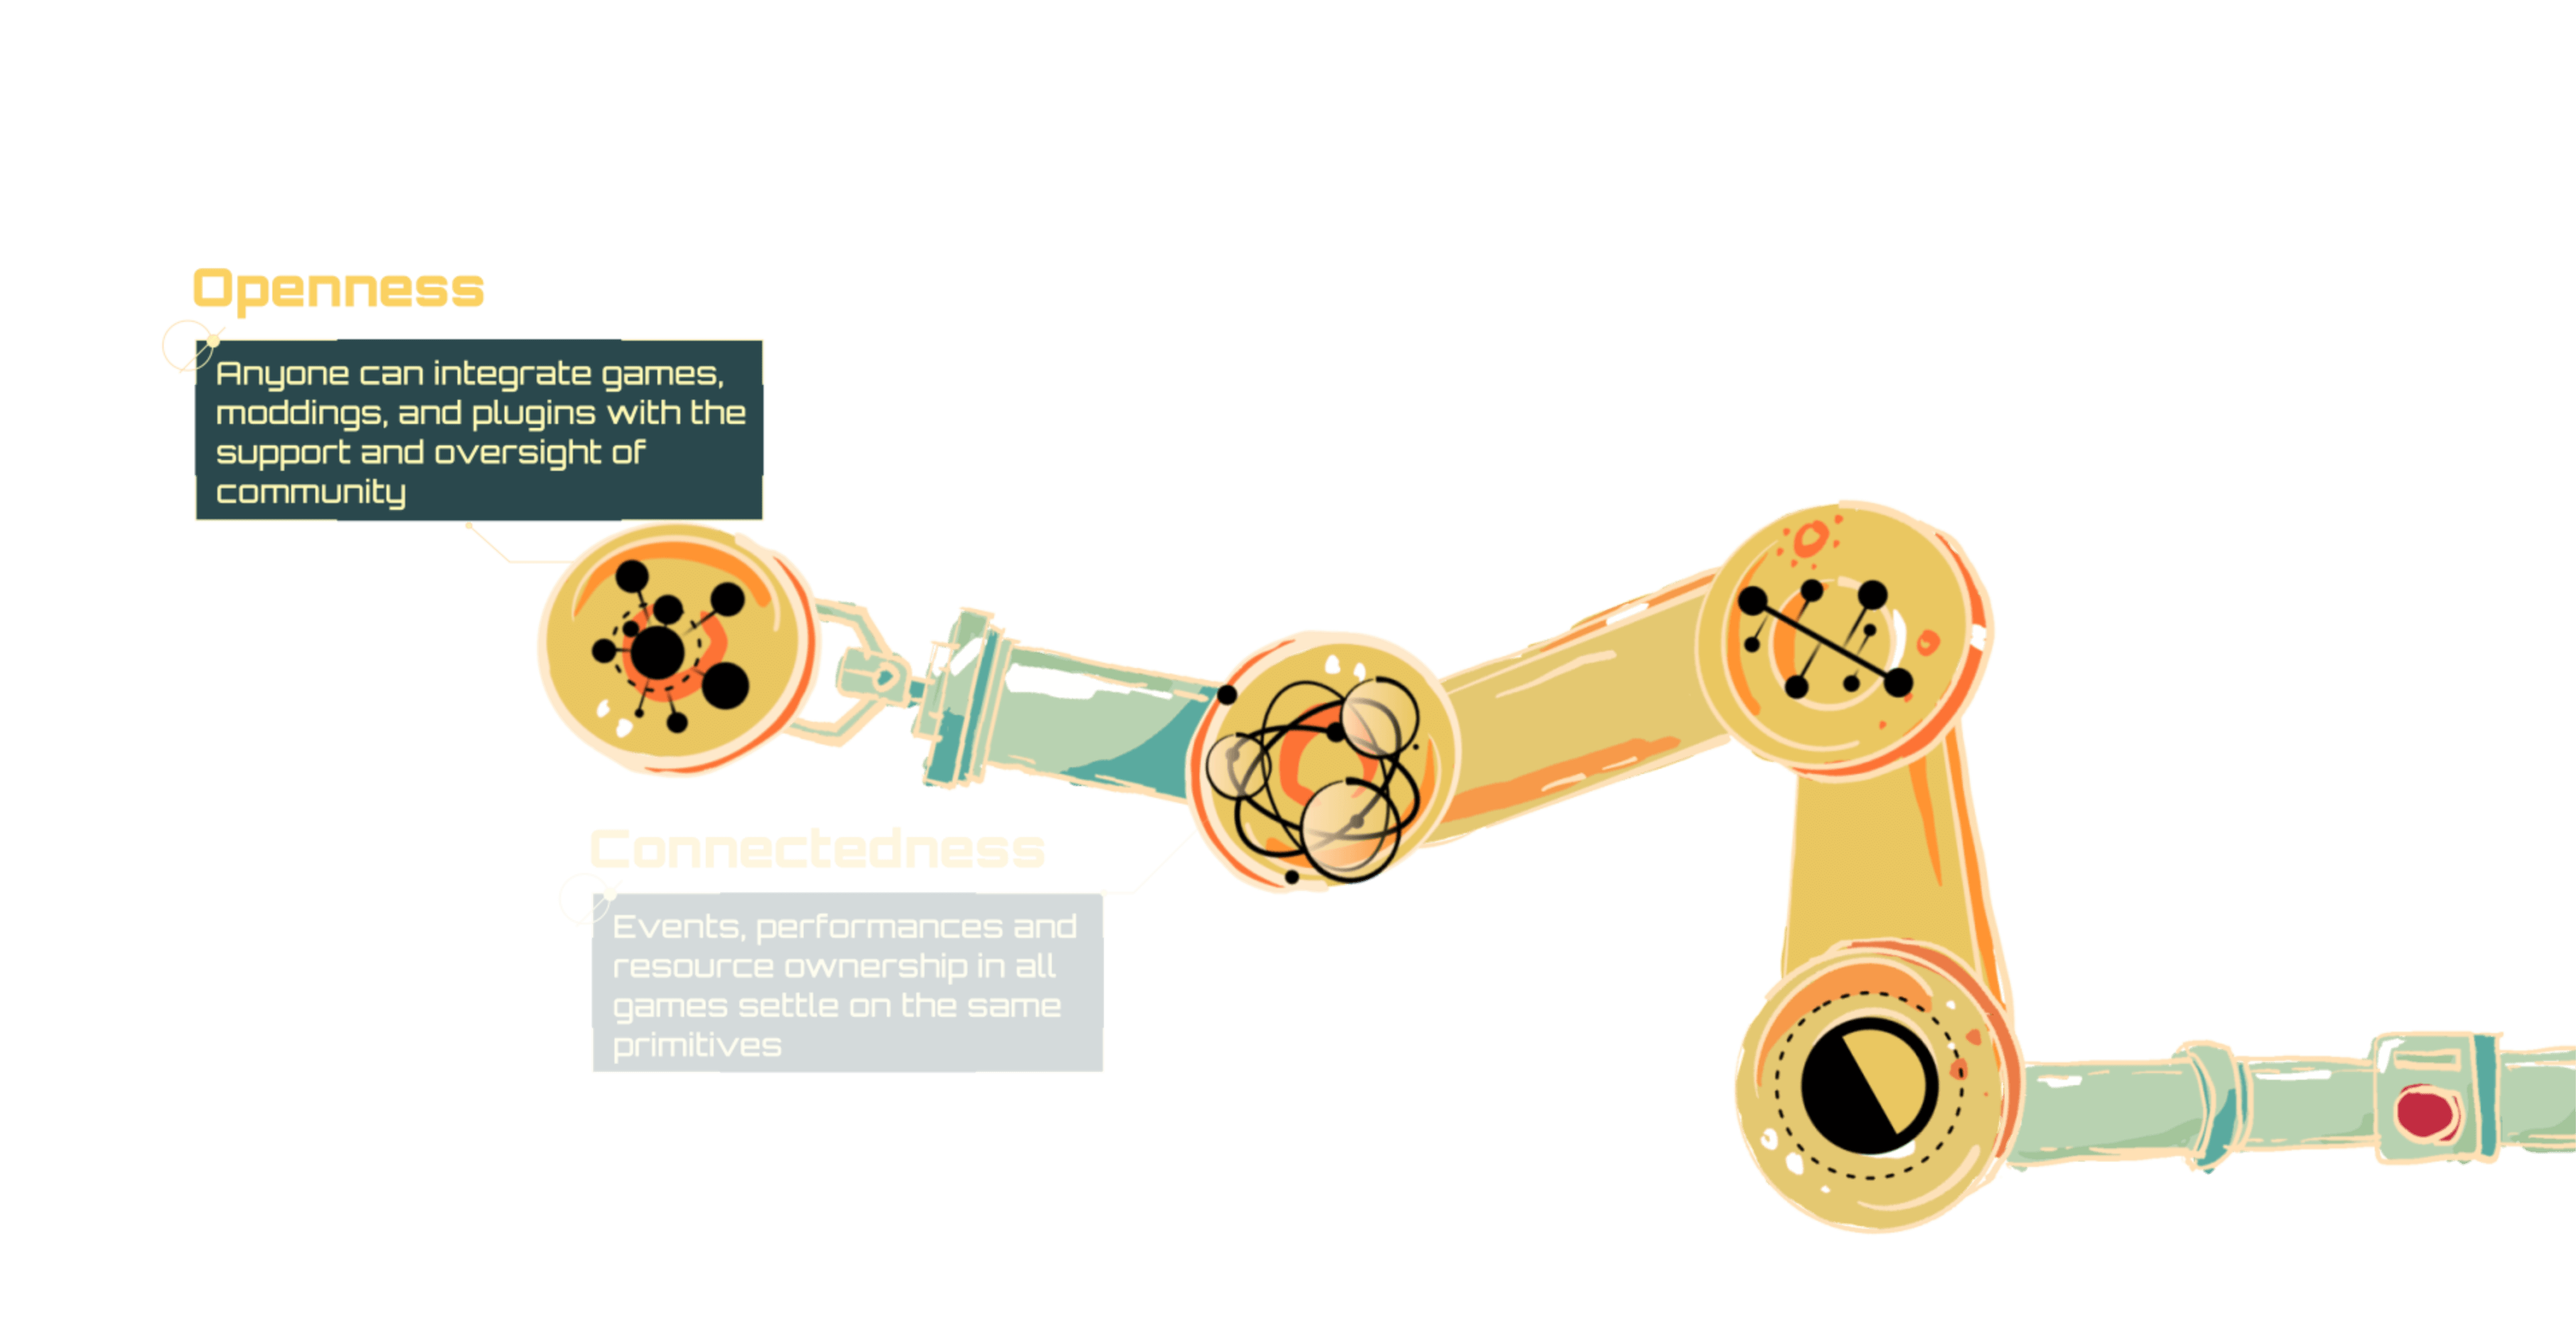 Openness
Anyone can integrate games,
moddings, and plugins with the
support and oversight of
community
Connectedness
Events, performances and
resource ownership in all
games settle on the same
primitives